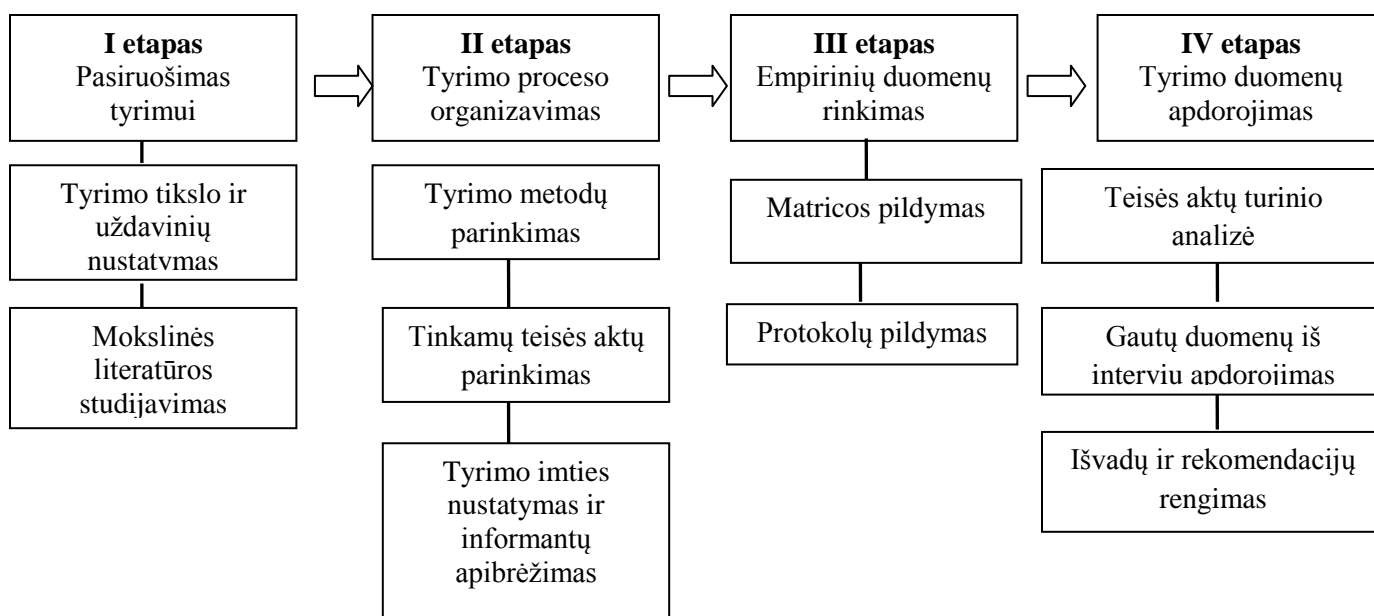 I etapas
Pasiruošimas
tyrimui
II etapas
Tyrimo proceso
organizavimas
III etapas
Empirinių duomenų
rinkimas
IV etapas
Tyrimo duomenų
apdorojimas
Tyrimo tikslo ir
uždavinių
nustatymas
Mokslinės
literatūros
studijavimas
Tyrimo metodų
parinkimas
Tinkamų teisės aktų
parinkimas
Tyrimo imties
nustatymas ir
informantų
apibrėžimas
Matricos pildymas
Protokolų pildymas
Teisės aktų turinio
analizė
Gautų duomenų iš
interviu apdorojimas
Išvadų ir rekomendacijų
rengimas